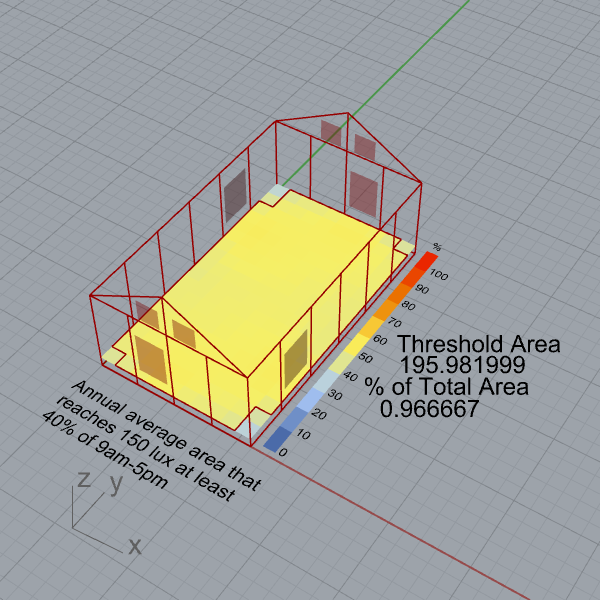 %
100
90
80
70
60
50
40
30
20
10
0
Threshold Area
195.981999
% of Total Area
0.966667
Annual average area that
reaches 150 lux at least
40% of 9am-5pm
z
y
x